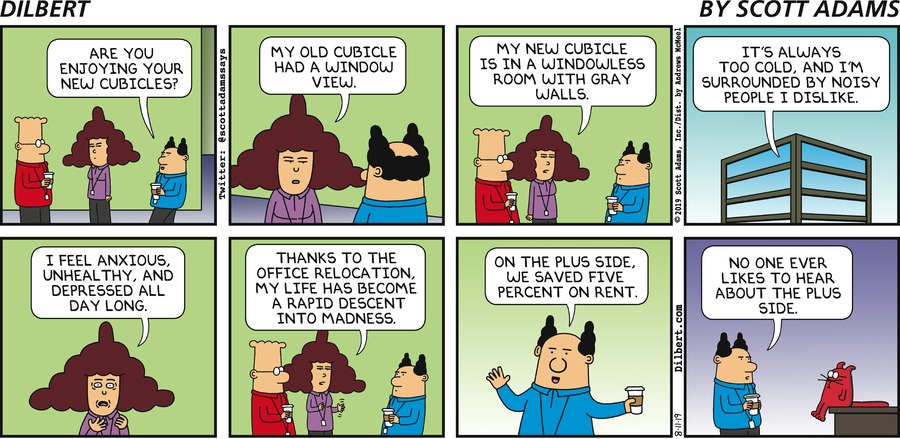 DILBERT
BY SCOTT ADAMS
ARE YOU
ENJOYING YOUR
NEW CUBICLES?
Twitter: @scottadamssays
MY OLD CUBICLE
HAD A WINDOW
VIEW.
MY NEW CUBICLE
IS IN A WINDOWLESS
ROOM WITH GRAY
WALLS.
© 2019 Scott Adams, Inc./Dist. by Andrews McMeel
IT'S ALWAYS
TOO COLD, AND I'M
SURROUNDED BY NOISY
PEOPLE I DISLIKE.
I FEEL ANXIOUS,
UNHEALTHY, AND
DEPRESSED ALL
DAY LONG.
THANKS TO THE
OFFICE RELOCATION,
MY LIFE HAS BECOME
A RAPID DESCENT
INTO MADNESS.
ON THE PLUS SIDE,
WE SAVED FIVE
PERCENT ON RENT.
8-11-19
Dilbert.com
NO ONE EVER
LIKES TO HEAR
ABOUT THE PLUS
SIDE.